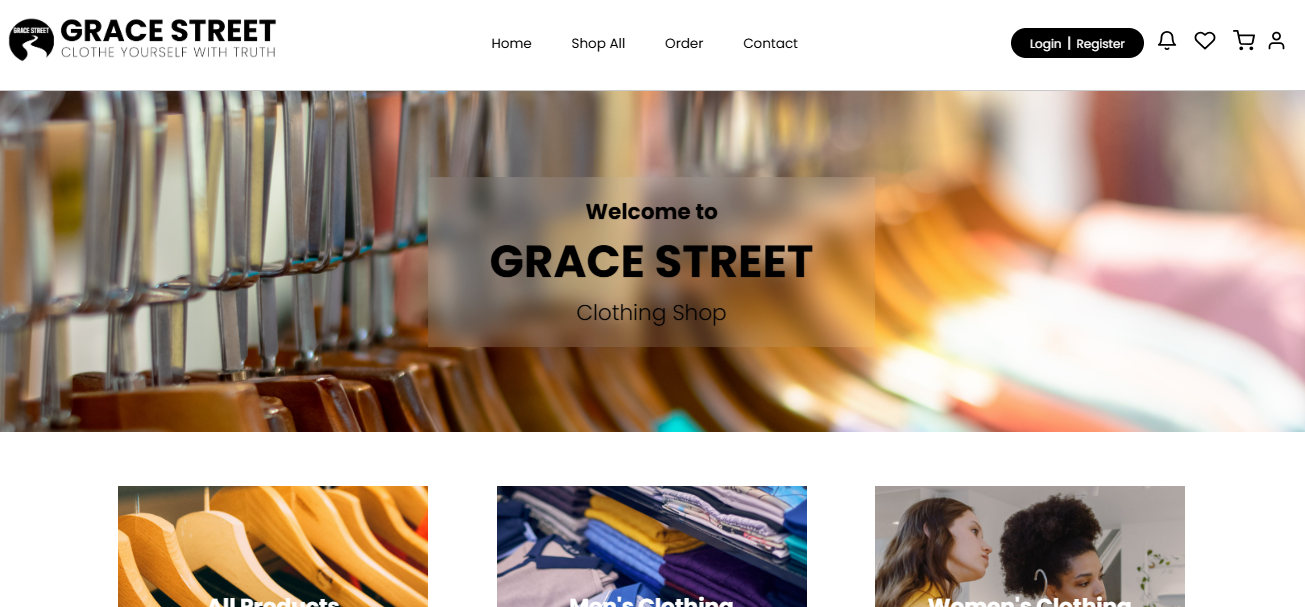 GRACE STREET
GRACE STREET
CLOTHE YOURSELF WITH TRUTH
Home
Shop All
Order
Contact
Login | Register
Welcome to
GRACE STREET
Clothing Shop
All Products
Men's Clothing
Women's Clothing